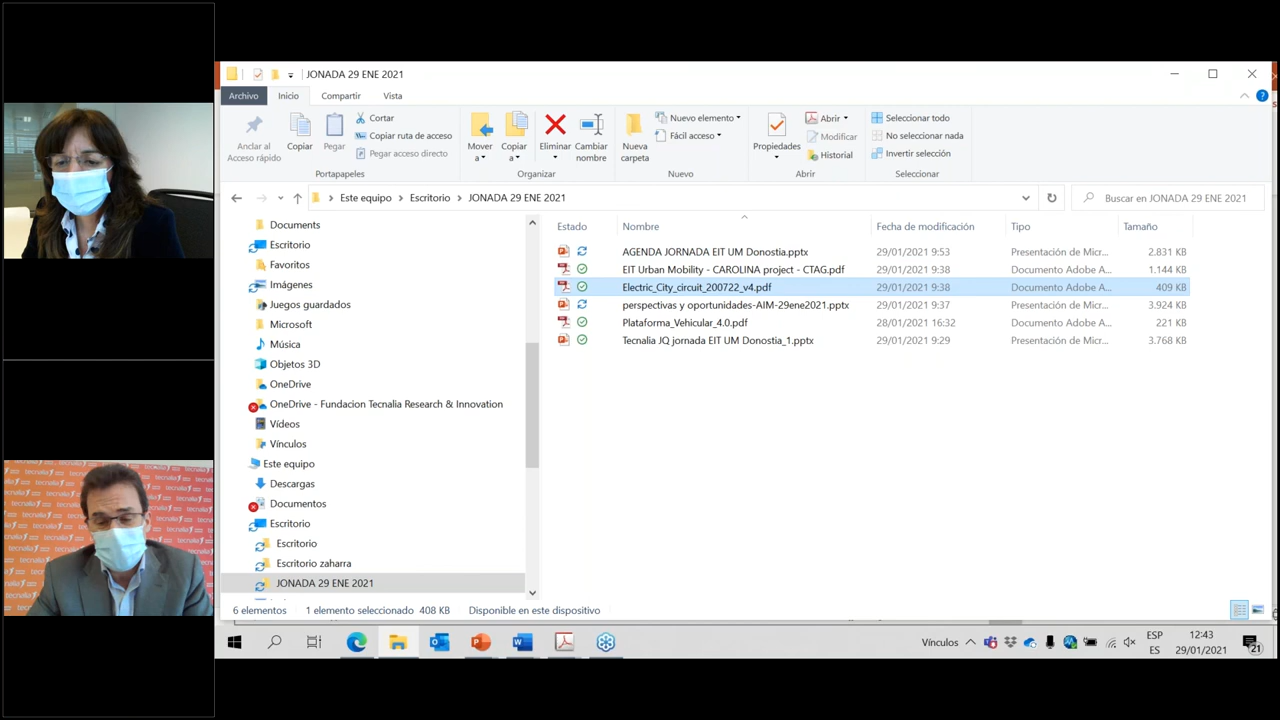 JONADA 29 ENE 2021
Archivo Inicio Compartir Vista
Anclar al Acceso rápido
Copiar
Pegar
Cortar
Copiar ruta de acceso
Pegar acceso directo
Portapapeles
Mover a
Copiar a
Eliminar
Cambiar nombre
Organizar
Nueva carpeta
Nuevo elemento
Fácil acceso
Nuevo
Propiedades
Abrir
Modificar
Historial
Abrir
Seleccionar todo
No seleccionar nada
Invertir selección
Seleccionar
Este equipo Escritorio JONADA 29 ENE 2021
Buscar en JONADA 29 ENE 2021
Documents
Escritorio
Favoritos
Imágenes
Juegos guardados
Microsoft
Música
Objetos 3D
OneDrive
OneDrive - Fundacion Tecnalia Research & Innovation
Vídeos
Vínculos
Este equipo
Descargas
Documentos
Escritorio
Escritorio
Escritorio zaharra
JONADA 29 ENE 2021
Estado Nombre Fecha de modificación Tipo Tamaño
AGENDA JORNADA EIT UM Donostia.pptx 29/01/2021 9:53 Presentación de Micr... 2.831 KB
EIT Urban Mobility - CAROLINA project - CTAG.pdf 29/01/2021 9:38 Documento Adobe A... 1.144 KB
Electric_City_circuit_200722_v4.pdf 29/01/2021 9:38 Documento Adobe A... 409 KB
perspectivas y oportunidades-AIM-29ene2021.pptx 29/01/2021 9:37 Presentación de Micr... 3.924 KB
Plataforma_Vehicular_4.0.pdf 28/01/2021 16:32 Documento Adobe A... 221 KB
Tecnalia JQ jornada EIT UM Donostia_1.pptx 29/01/2021 9:29 Presentación de Micr... 3.768 KB
6 elementos 1 elemento seleccionado 408 KB Disponible en este dispositivo
Vínculos
ESP
ES
12:43
29/01/2021
21
tecnalia